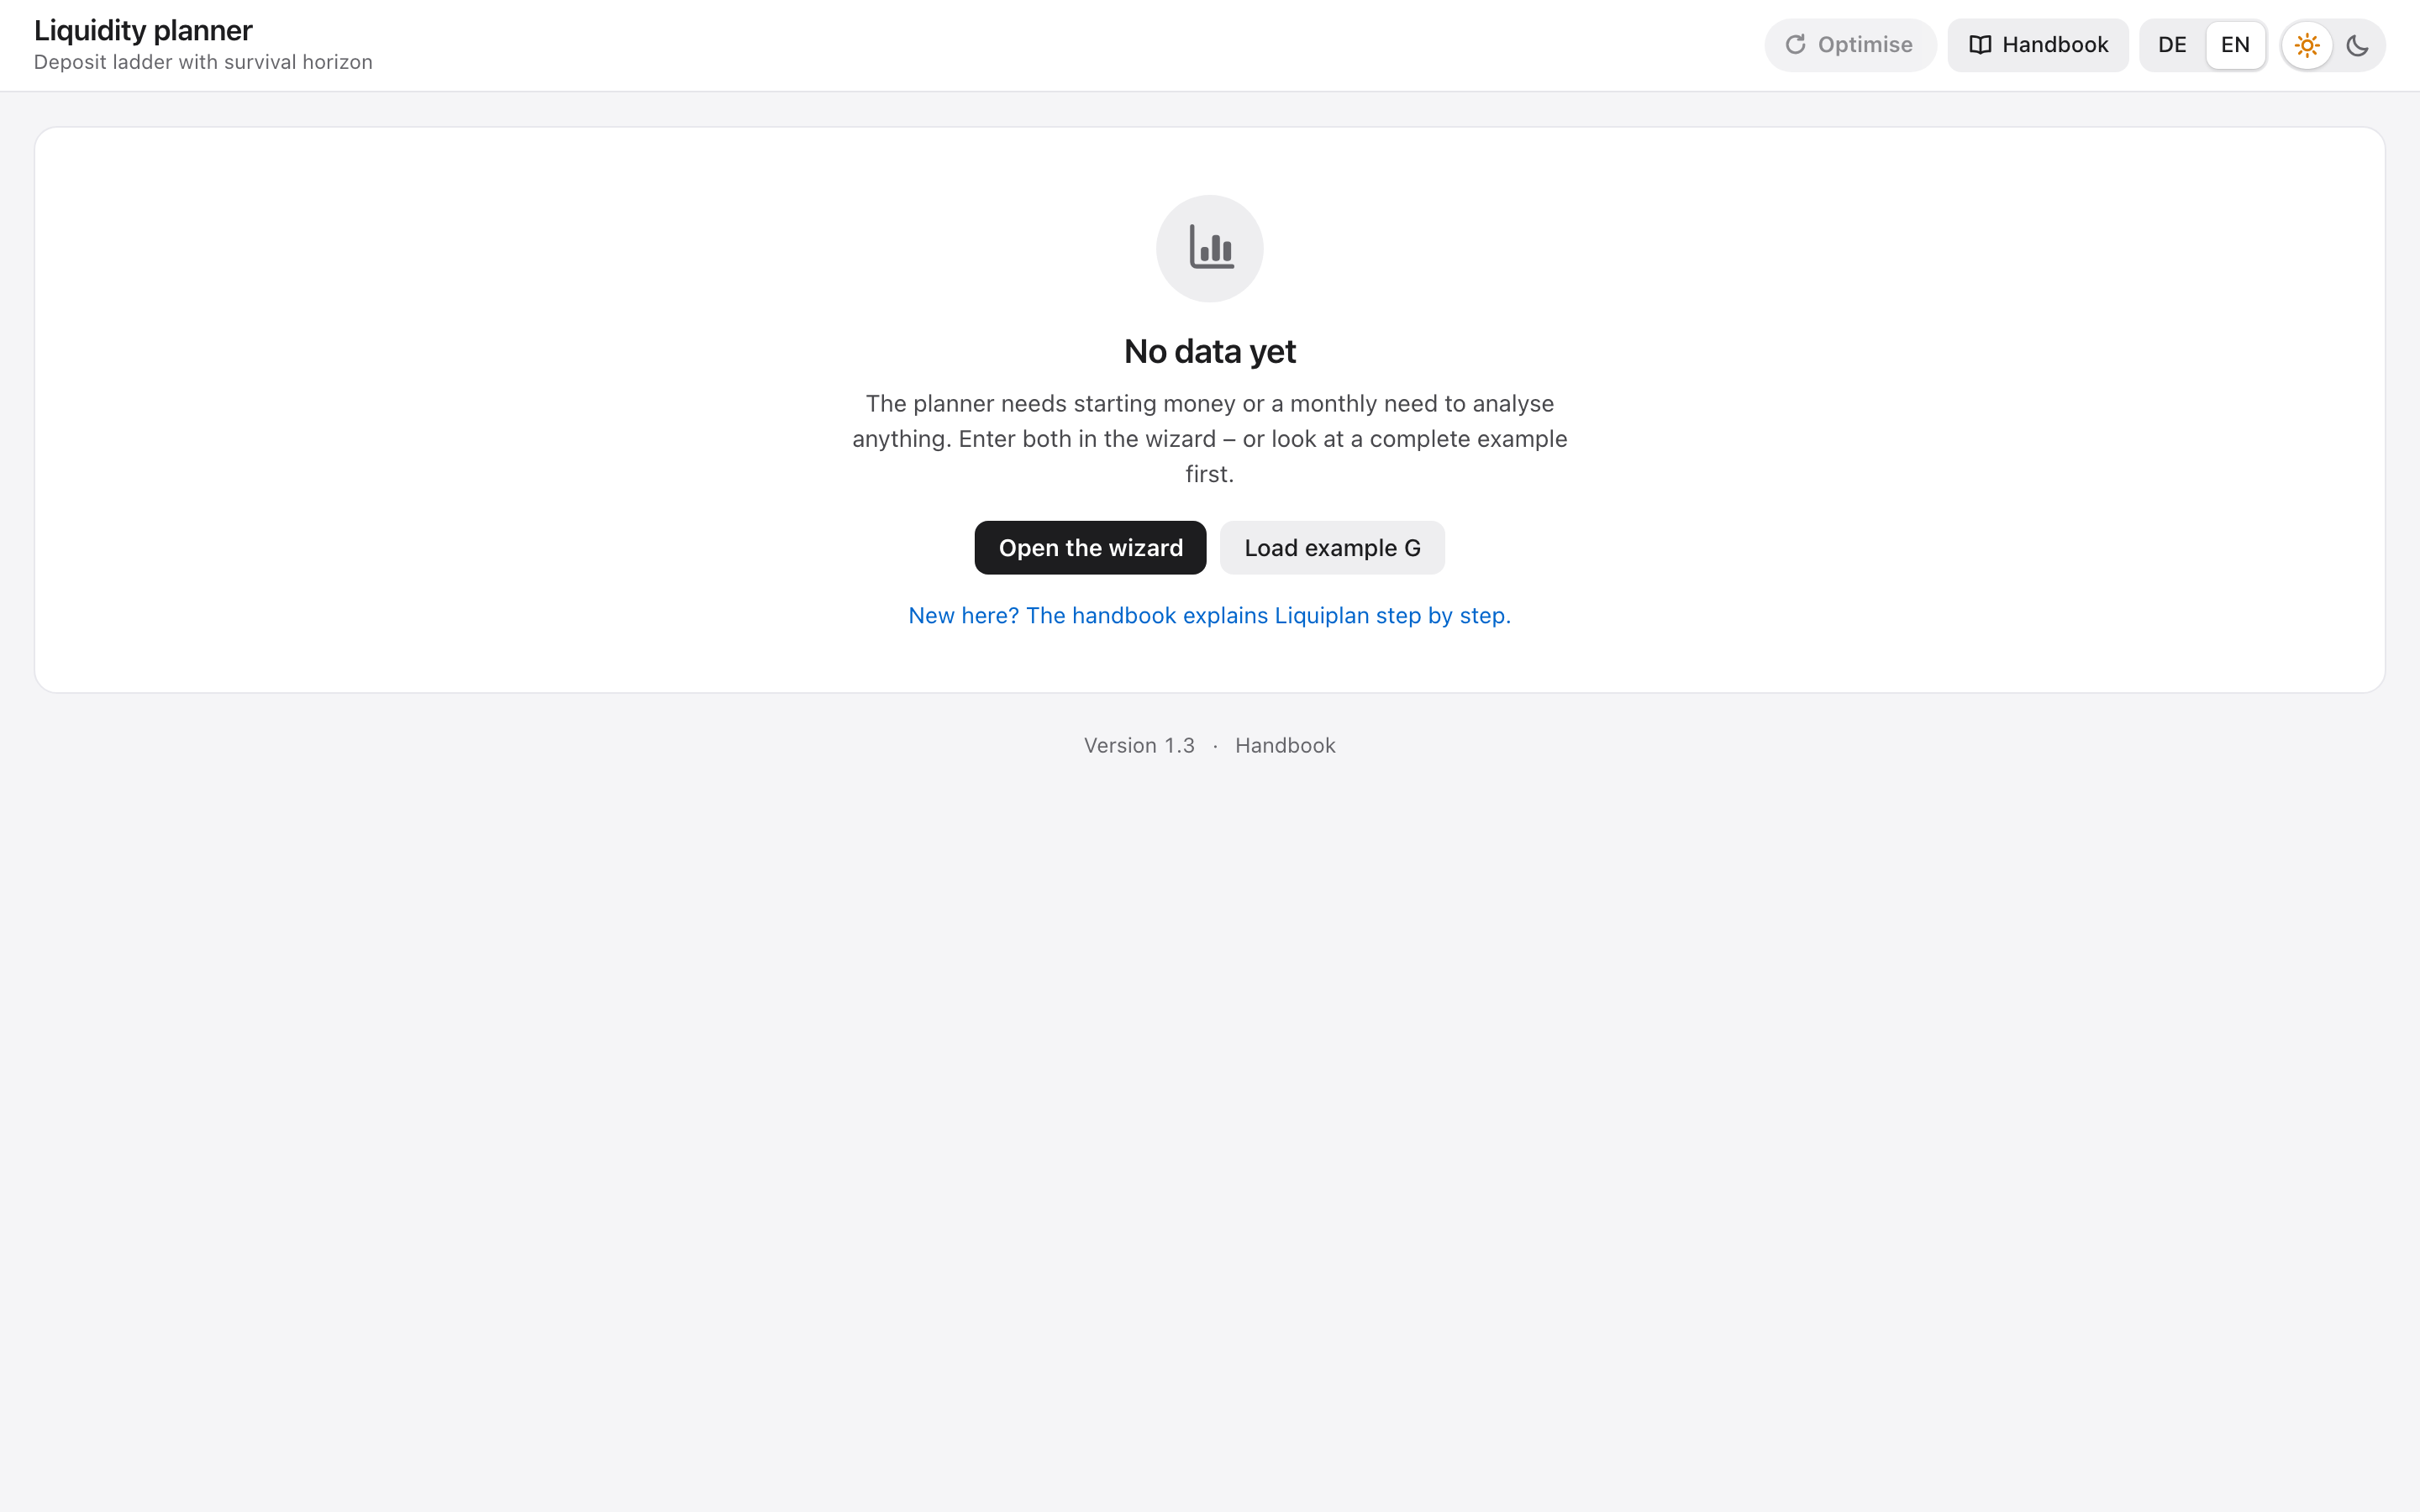 Liquidity planner
Deposit ladder with survival horizon
Optimise
Handbook
DE
EN
No data yet
The planner needs starting money or a monthly need to analyse
anything. Enter both in the wizard – or look at a complete example
first.
Open the wizard
Load example G
New here? The handbook explains Liquiplan step by step.
Version 1.3 · Handbook